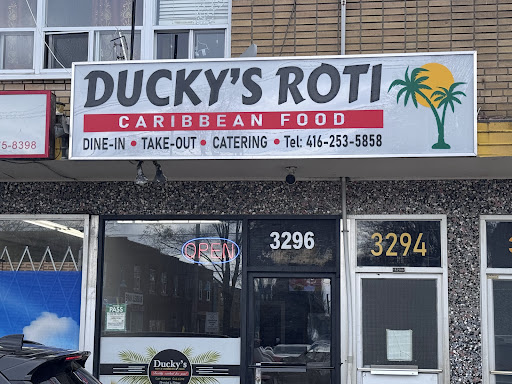 DUCKY'S ROTI
CARIBBEAN FOOD
DINE-IN • TAKE-OUT • CATERING • Tel: 416-253-5858
5-8398
OPEN
3296
3294
PASS
Ducky's